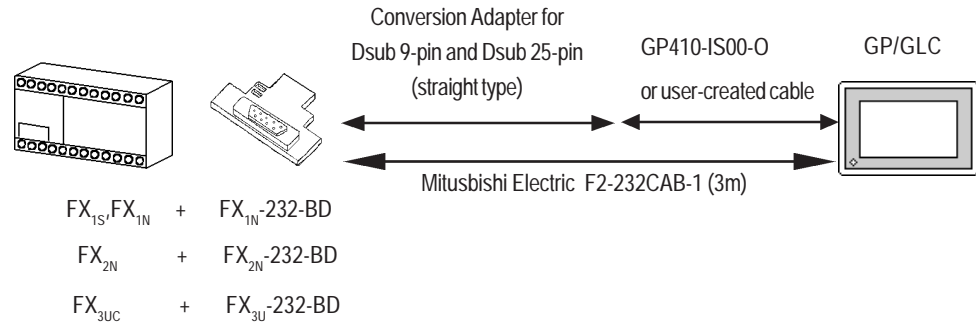 Conversion Adapter for
Dsub 9-pin and Dsub 25-pin
(straight type)
GP410-IS00-O
or user-created cable
GP/GLC
Mitusbishi Electric F2-232CAB-1 (3m)
FX1S,FX1N + FX1N-232-BD
FX2N + FX2N-232-BD
FX3UC + FX3U-232-BD